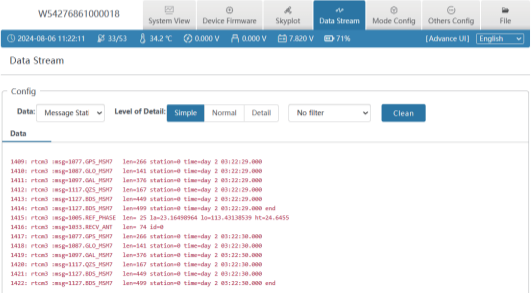 W54276861000018
System View
Device Firmware
Skyplot
Data Stream
Mode Config
Others Config
File
2024-08-06 11:22:11 33/53 34.2 ℃ 0.000 V 0.000 V 7.820 V 71% [Advance UI] English
Data Stream
Config
Data: Message Stati Level of Detail: Simple Normal Detail No filter Clean
Data
1409: rtcm3 :msg=1077.GPS_MSM7 len=266 station=0 time=day 2 03:22:29.000
1410: rtcm3 :msg=1087.GLO_MSM7 len=141 station=0 time=day 2 03:22:29.000
1411: rtcm3 :msg=1097.GAL_MSM7 len=376 station=0 time=day 2 03:22:29.000
1412: rtcm3 :msg=1117.QZS_MSM7 len=167 station=0 time=day 2 03:22:29.000
1413: rtcm3 :msg=1127.BDS_MSM7 len=449 station=0 time=day 2 03:22:29.000
1414: rtcm3 :msg=1127.BDS_MSM7 len=499 station=0 time=day 2 03:22:29.000 end
1415: rtcm3 :msg=1005.REF_PHASE len= 25 la=23.16498964 lo=113.43138539 ht=24.6455
1416: rtcm3 :msg=1033.RECV_ANT len= 74 id=0
1417: rtcm3 :msg=1077.GPS_MSM7 len=266 station=0 time=day 2 03:22:30.000
1418: rtcm3 :msg=1087.GLO_MSM7 len=141 station=0 time=day 2 03:22:30.000
1419: rtcm3 :msg=1097.GAL_MSM7 len=376 station=0 time=day 2 03:22:30.000
1420: rtcm3 :msg=1117.QZS_MSM7 len=167 station=0 time=day 2 03:22:30.000
1421: rtcm3 :msg=1127.BDS_MSM7 len=449 station=0 time=day 2 03:22:30.000
1422: rtcm3 :msg=1127.BDS_MSM7 len=499 station=0 time=day 2 03:22:30.000 end